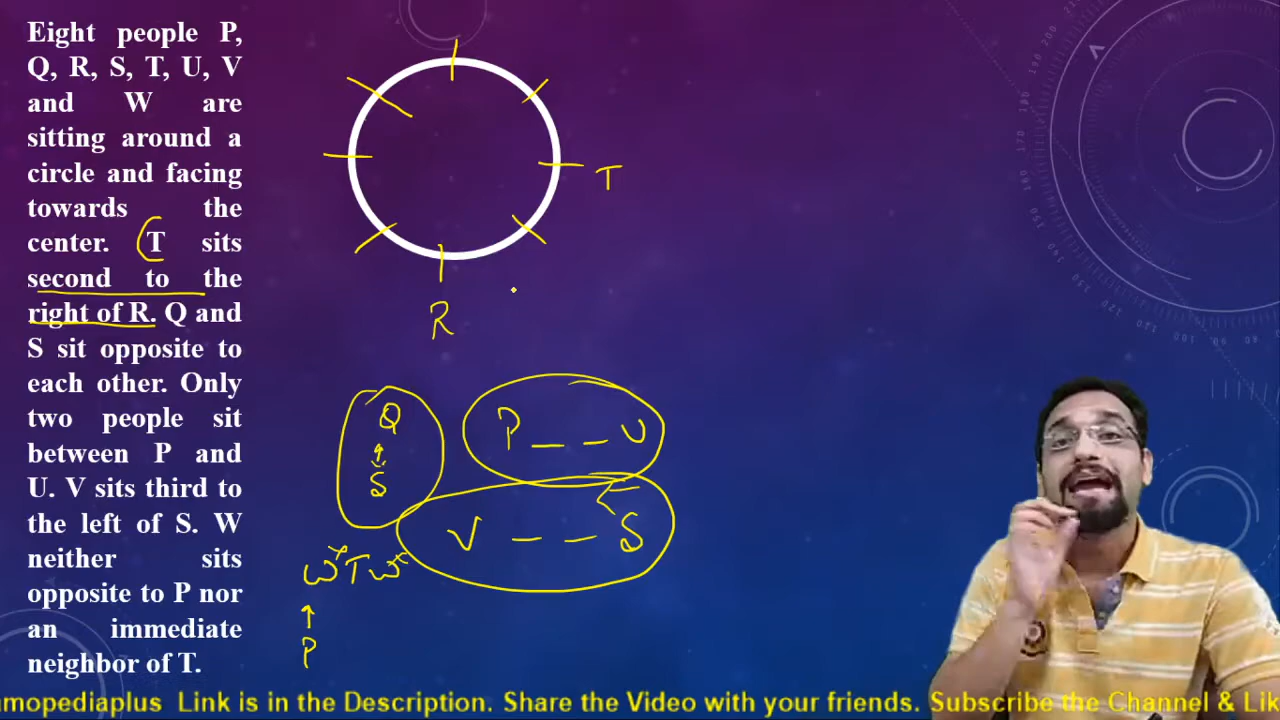 Eight people P,
Q, R, S, T, U, V
and W are
sitting around a
circle and facing
towards the
center. T sits
second to the
right of R. Q and
S sit opposite to
each other. Only
two people sit
between P and
U. V sits third to
the left of S. W
neither sits
opposite to P nor
an immediate
neighbor of T.
T
R
Q
S
P _ _ U
V _ _ S
W T W
P
amopediaplus Link is in the Description. Share the Video with your friends. Subscribe the Channel & Lik